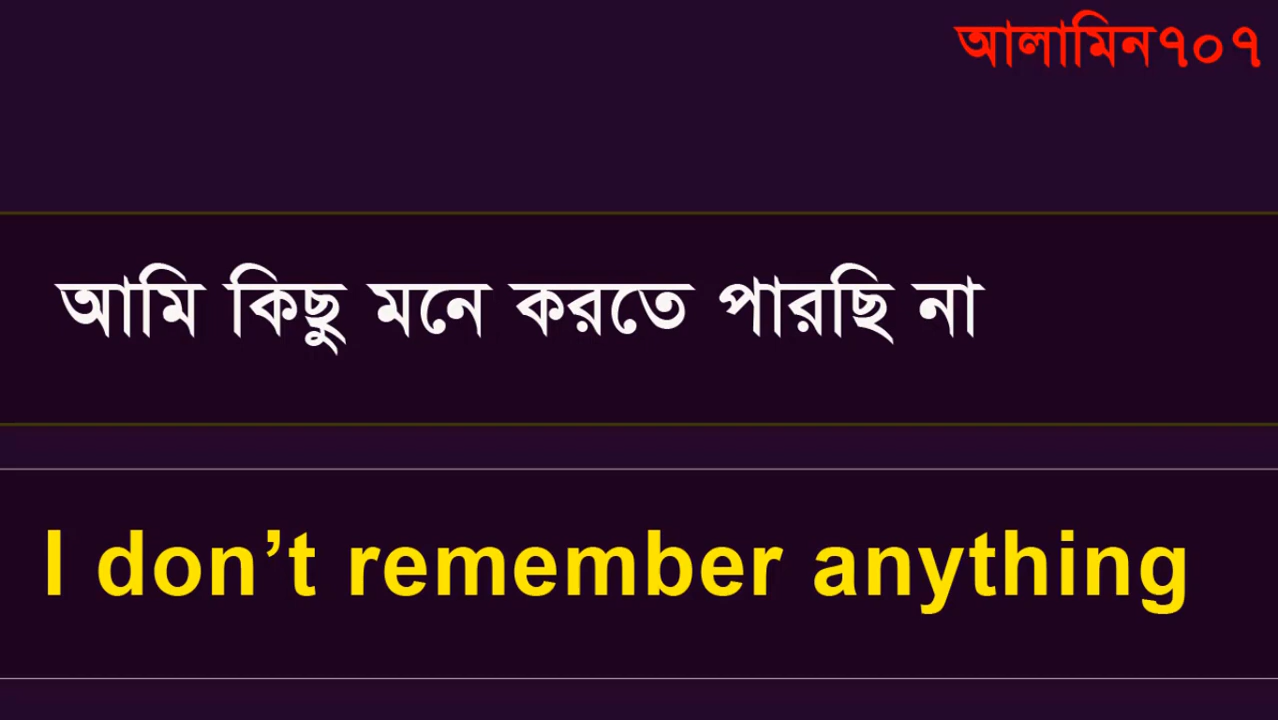 আলামিন৭০৭
আমি কিছু মনে করতে পারছি না
I don’t remember anything